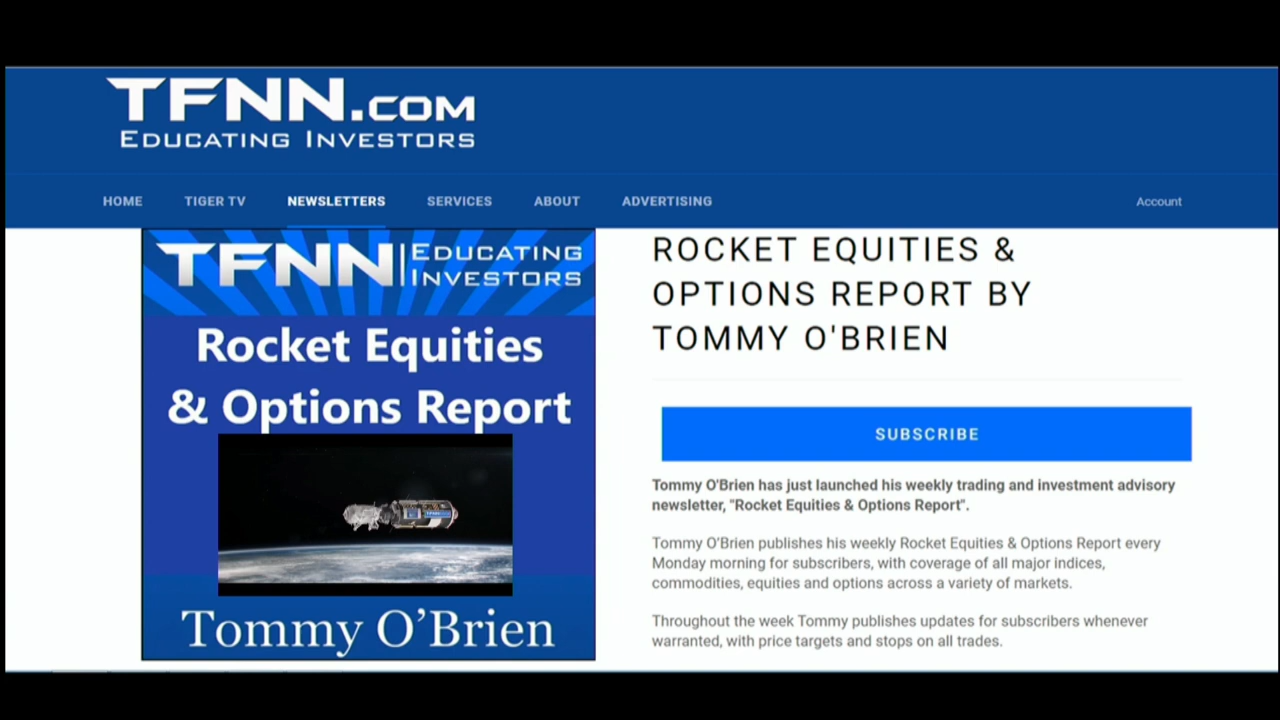 TFNN.COM
EDUCATING INVESTORS
HOME TIGER TV NEWSLETTERS SERVICES ABOUT ADVERTISING Account
TFNN EDUCATING
INVESTORS
Rocket Equities
& Options Report
Tommy O'Brien
ROCKET EQUITIES &
OPTIONS REPORT BY
TOMMY O'BRIEN
SUBSCRIBE
Tommy O'Brien has just launched his weekly trading and investment advisory
newsletter, "Rocket Equities & Options Report".
Tommy O'Brien publishes his weekly Rocket Equities & Options Report every
Monday morning for subscribers, with coverage of all major indices,
commodities, equities and options across a variety of markets.
Throughout the week Tommy publishes updates for subscribers whenever
warranted, with price targets and stops on all trades.